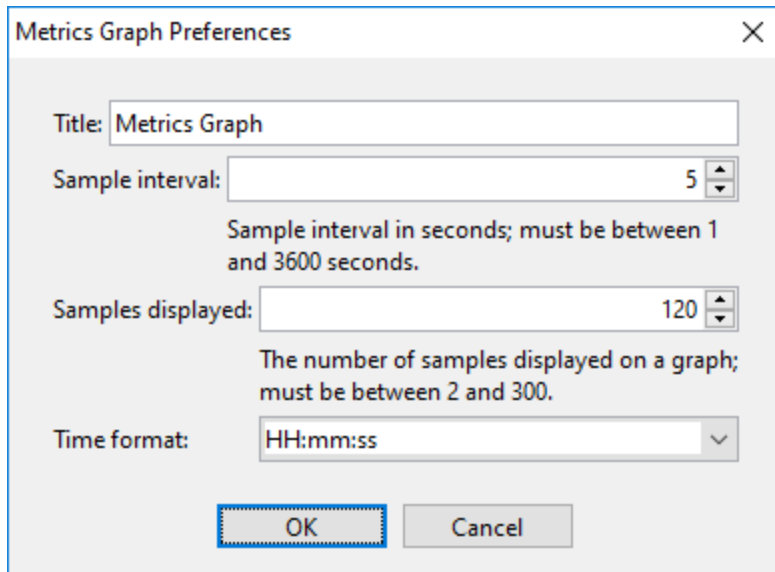 Metrics Graph Preferences
Title: Metrics Graph
Sample interval: 5
Sample interval in seconds; must be between 1
and 3600 seconds.
Samples displayed: 120
The number of samples displayed on a graph;
must be between 2 and 300.
Time format: HH:mm:ss
OK Cancel